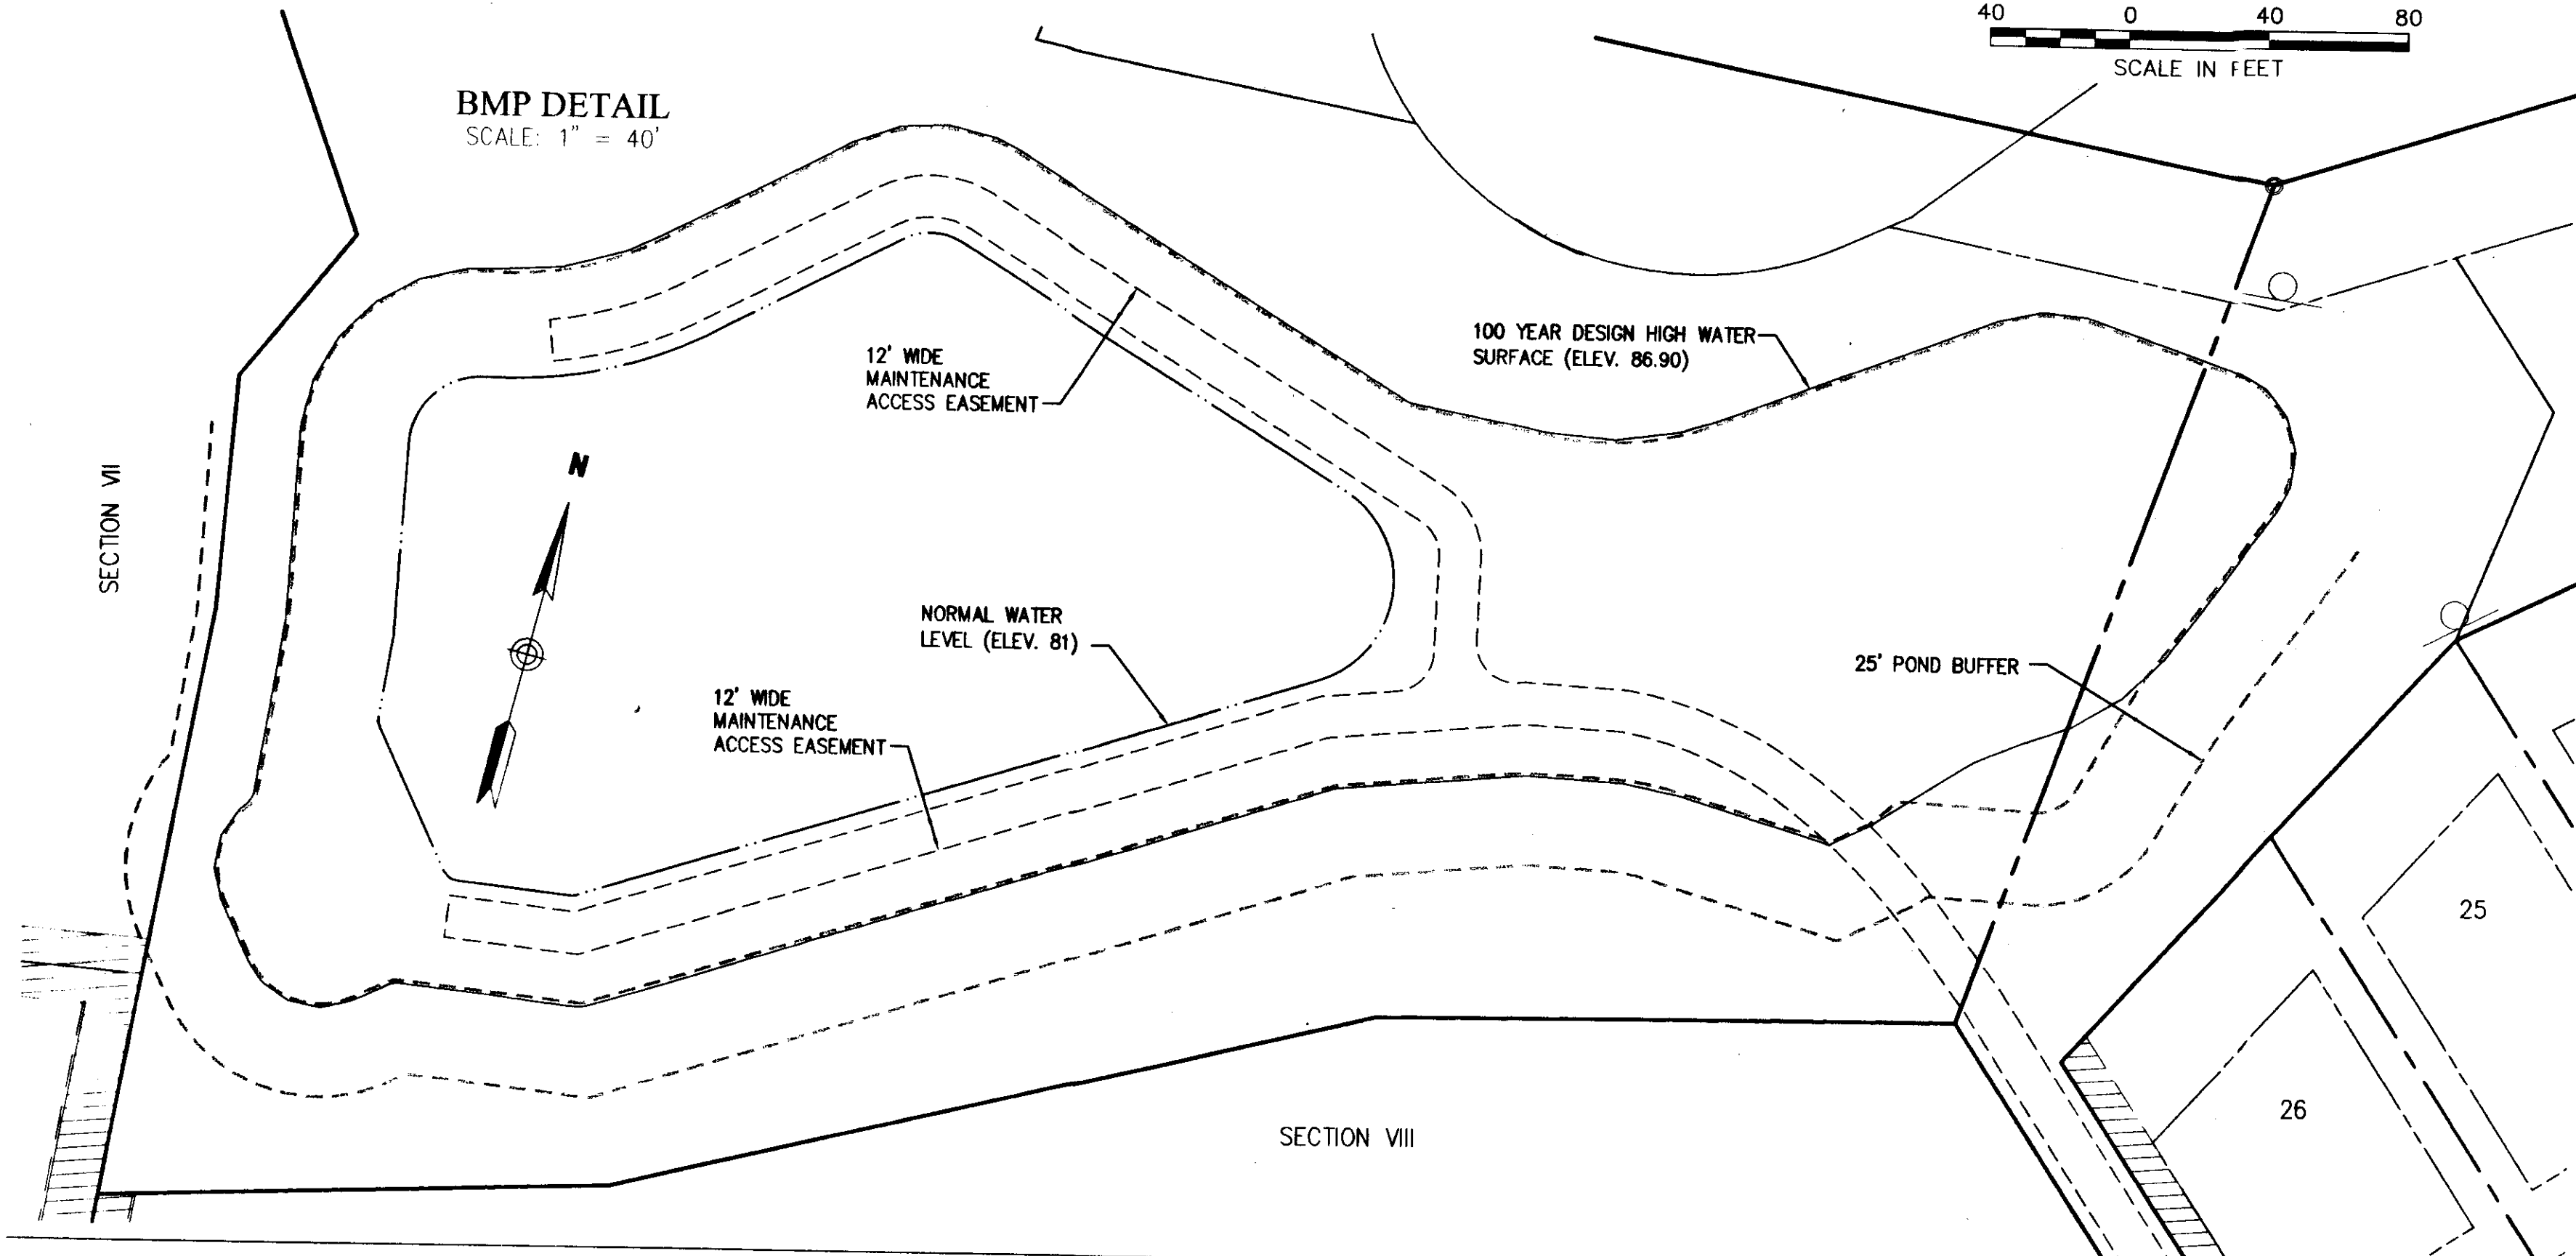 40 0 40 80
SCALE IN FEET
BMP DETAIL
SCALE: 1" = 40'
12' WIDE
MAINTENANCE
ACCESS EASEMENT
100 YEAR DESIGN HIGH WATER
SURFACE (ELEV. 86.90)
N
SECTION VII
NORMAL WATER
LEVEL (ELEV. 81)
25' POND BUFFER
12' WIDE
MAINTENANCE
ACCESS EASEMENT
25
26
SECTION VIII